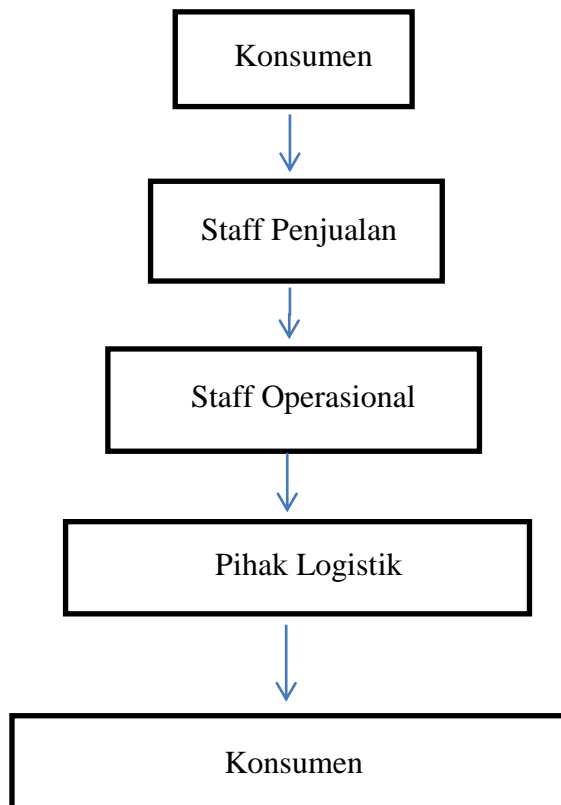 Konsumen
Staff Penjualan
Staff Operasional
Pihak Logistik
Konsumen